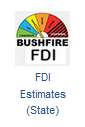 BUSHFIRE
FDI
FDI
Estimates
(State)